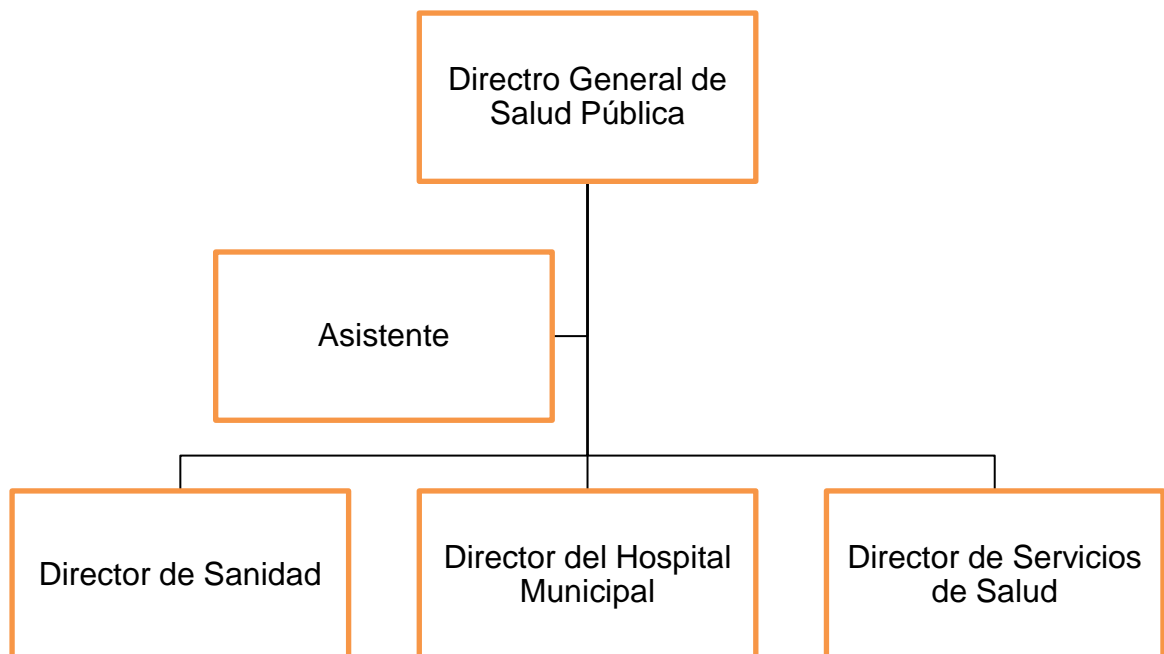 Directro General de
Salud Pública
Asistente
Director de Sanidad
Director del Hospital
Municipal
Director de Servicios
de Salud